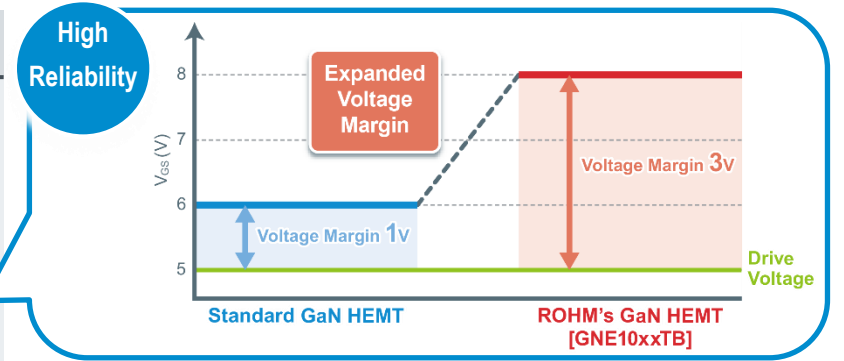 High
Reliability
8
7
6
5
V_GS (V)
Expanded
Voltage
Margin
Voltage Margin 1V
Voltage Margin 3V
Drive
Voltage
Standard GaN HEMT
ROHM's GaN HEMT
[GNE10xxTB]